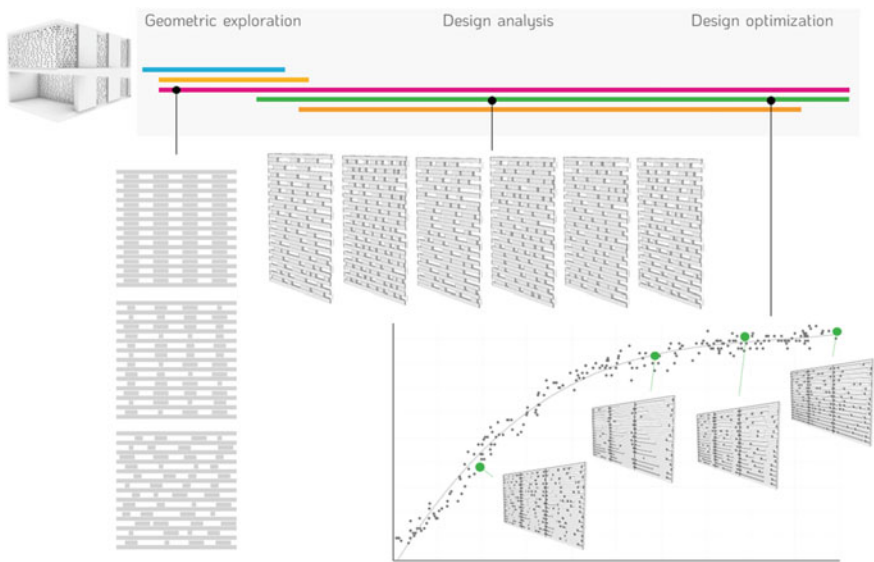 Geometric exploration
Design analysis
Design optimization